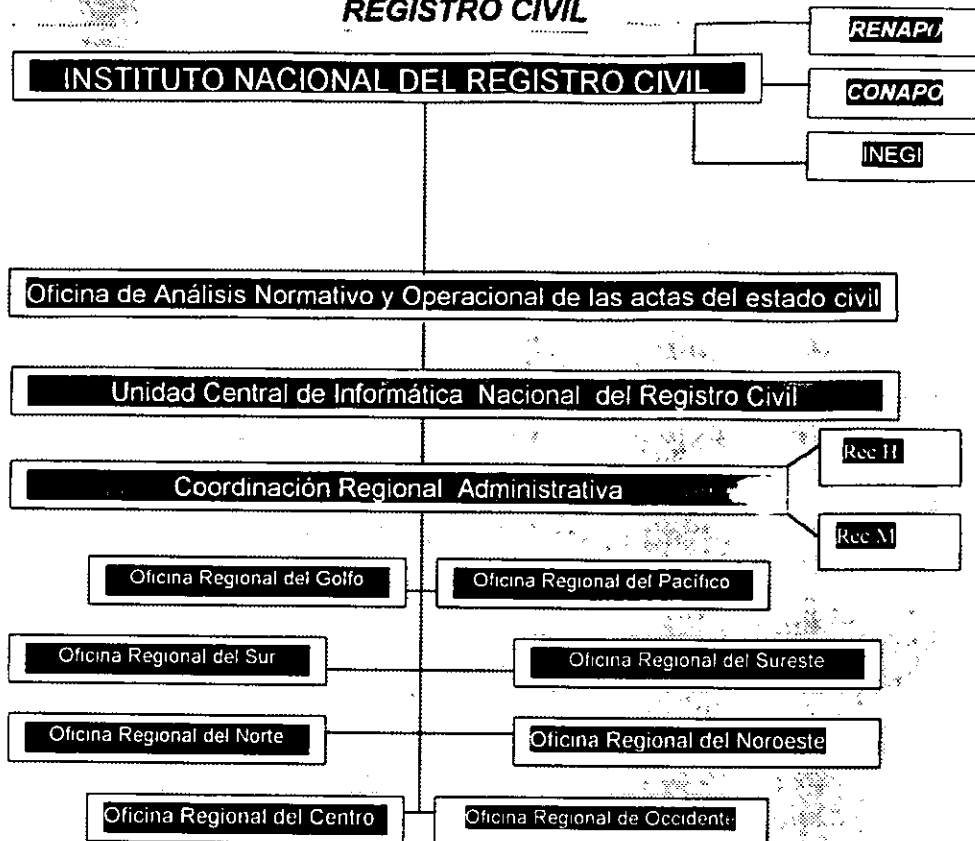 REGISTRO CIVIL
RENAPO
INSTITUTO NACIONAL DEL REGISTRO CIVIL
CONAPO
INEGI
Oficina de Análisis Normativo y Operacional de las actas del estado civil
Unidad Central de Informática Nacional del Registro Civil
Rec H
Coordinación Regional Administrativa
Rec M
Oficina Regional del Golfo
Oficina Regional del Pacífico
Oficina Regional del Sur
Oficina Regional del Sureste
Oficina Regional del Norte
Oficina Regional del Noroeste
Oficina Regional del Centro
Oficina Regional de Occidente